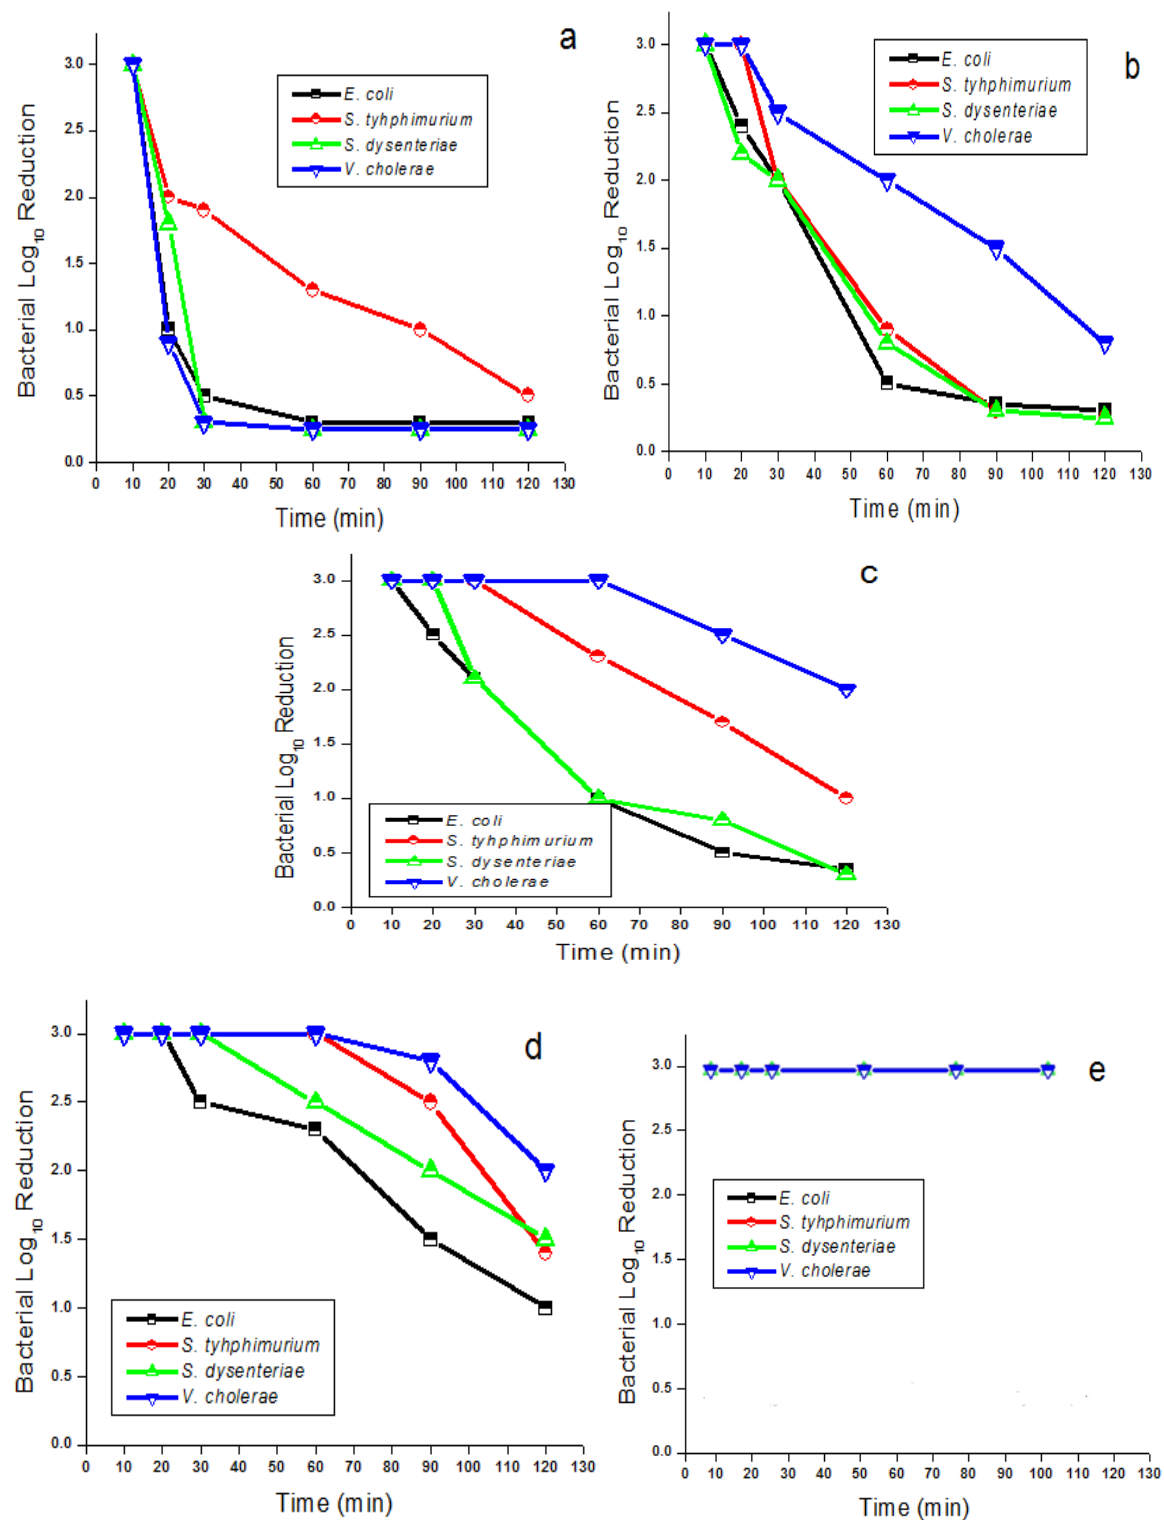 a
Bacterial Log10 Reduction
3.0
2.5
2.0
1.5
1.0
0.5
0.0
E. coli
S. tyhphimurium
S. dysenteriae
V. cholerae
0 10 20 30 40 50 60 70 80 90 100 110 120 130
Time (min)
b
Bacterial Log10 Reduction
3.0
2.5
2.0
1.5
1.0
0.5
0.0
E. coli
S. tyhphimurium
S. dysenteriae
V. cholerae
0 10 20 30 40 50 60 70 80 90 100 110 120 130
Time (min)
c
Bacterial Log10 Reduction
3.0
2.5
2.0
1.5
1.0
0.5
0.0
E. coli
S. tyhphimurium
S. dysenteriae
V. cholerae
0 10 20 30 40 50 60 70 80 90 100 110 120 130
Time (min)
d
Bacterial Log10 Reduction
3.0
2.5
2.0
1.5
1.0
0.5
0.0
E. coli
S. tyhphimurium
S. dysenteriae
V. cholerae
0 10 20 30 40 50 60 70 80 90 100 110 120 130
Time (min)
e
Bacterial Log10 Reduction
3.0
2.5
2.0
1.5
1.0
0.5
0.0
E. coli
S. tyhphimurium
S. dysenteriae
V. cholerae
0 10 20 30 40 50 60 70 80 90 100 110 120 130
Time (min)